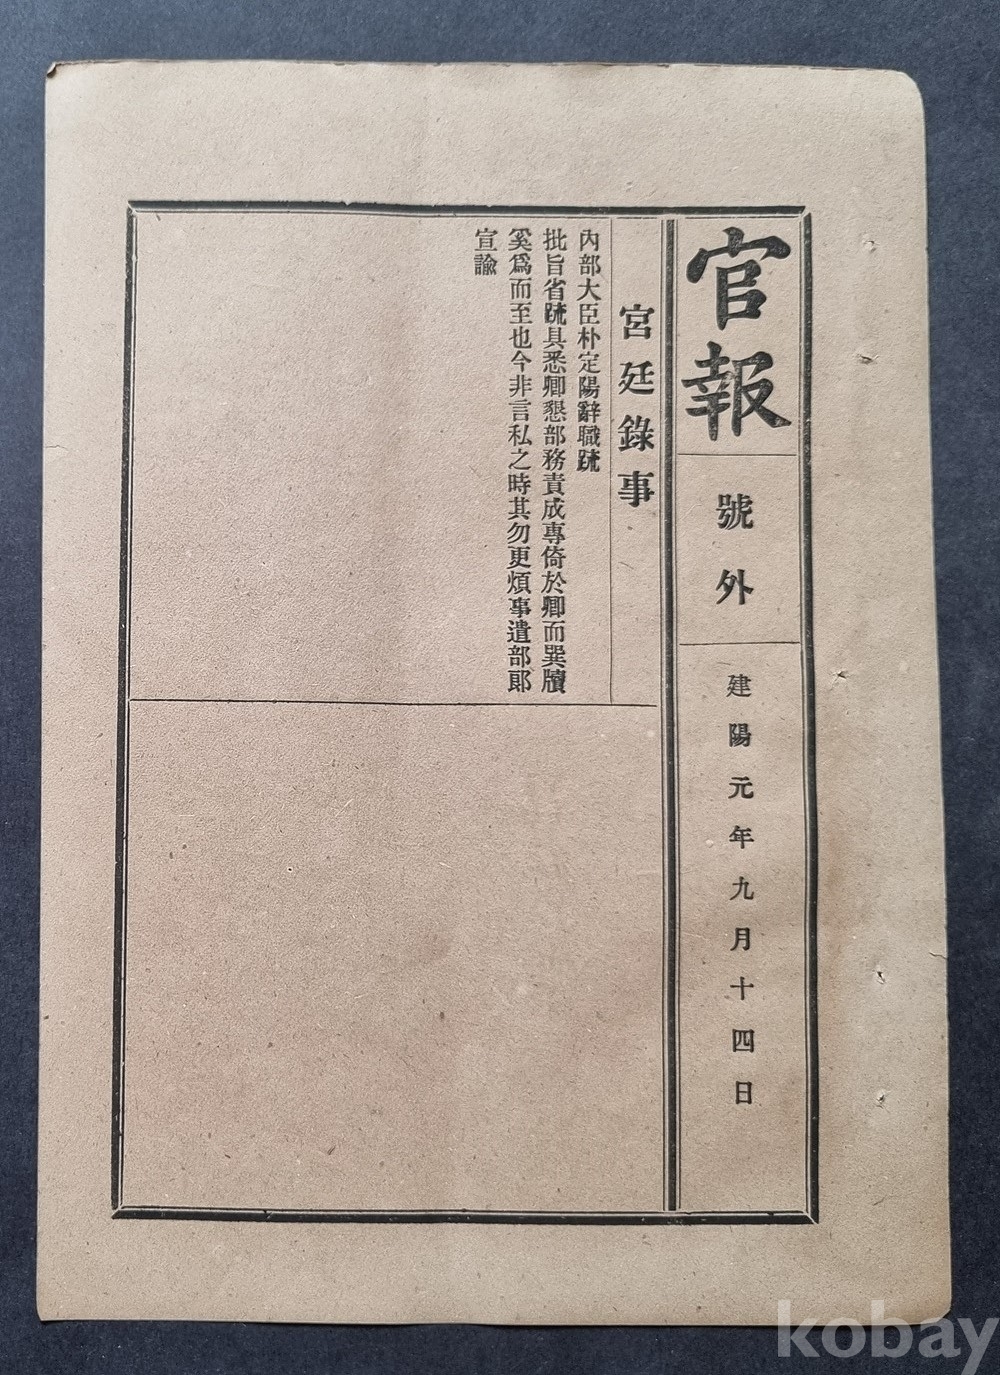 官報
號外
建陽元年九月十四日
宮廷錄事
內部大臣朴定陽辭職疏
批旨省疏具悉卿懇部務責成專倚於卿而巽牘
奚爲而至也今非言私之時其勿更煩事遣部郞
宣諭
kobay